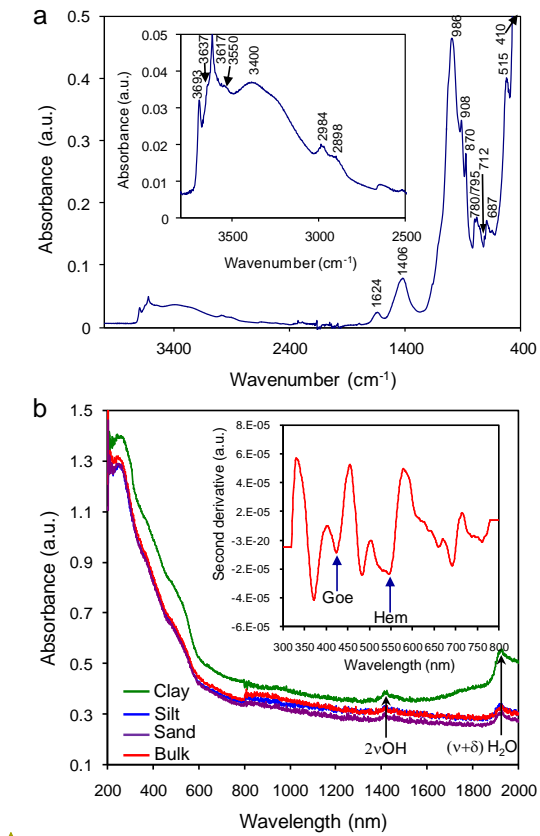 a
0.5
0.4
0.3
0.2
0.1
0
Absorbance (a.u.)
3400
2400
1400
400
Wavenumber (cm-1)
0.05
0.04
0.03
0.02
0.01
0
Absorbance (a.u.)
3500
3000
2500
Wavenumber (cm-1)
3693
3637
3617
3550
3400
2984
2898
1624
1406
986
908
870
780/795
712
687
515
410
b
1.5
1.3
1.1
0.9
0.7
0.5
0.3
0.1
Absorbance (a.u.)
200 400 600 800 1000 1200 1400 1600 1800 2000
Wavelength (nm)
Clay
Silt
Sand
Bulk
2νOH
(ν+δ) H2O
8.E-05
6.E-05
4.E-05
2.E-05
-3.E-20
-2.E-05
-4.E-05
-6.E-05
Second derivative (a.u.)
300 350 400 450 500 550 600 650 700 750 800
Wavelength (nm)
Goe
Hem